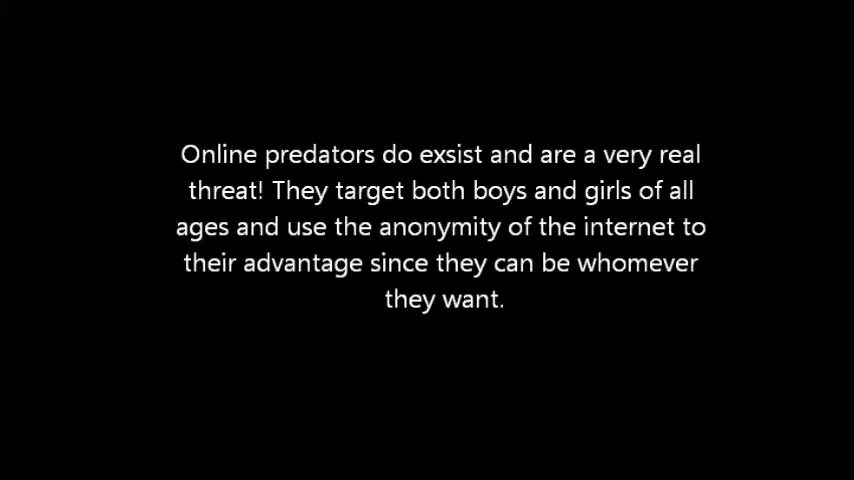 Online predators do exsist and are a very real
threat! They target both boys and girls of all
ages and use the anonymity of the internet to
their advantage since they can be whomever
they want.